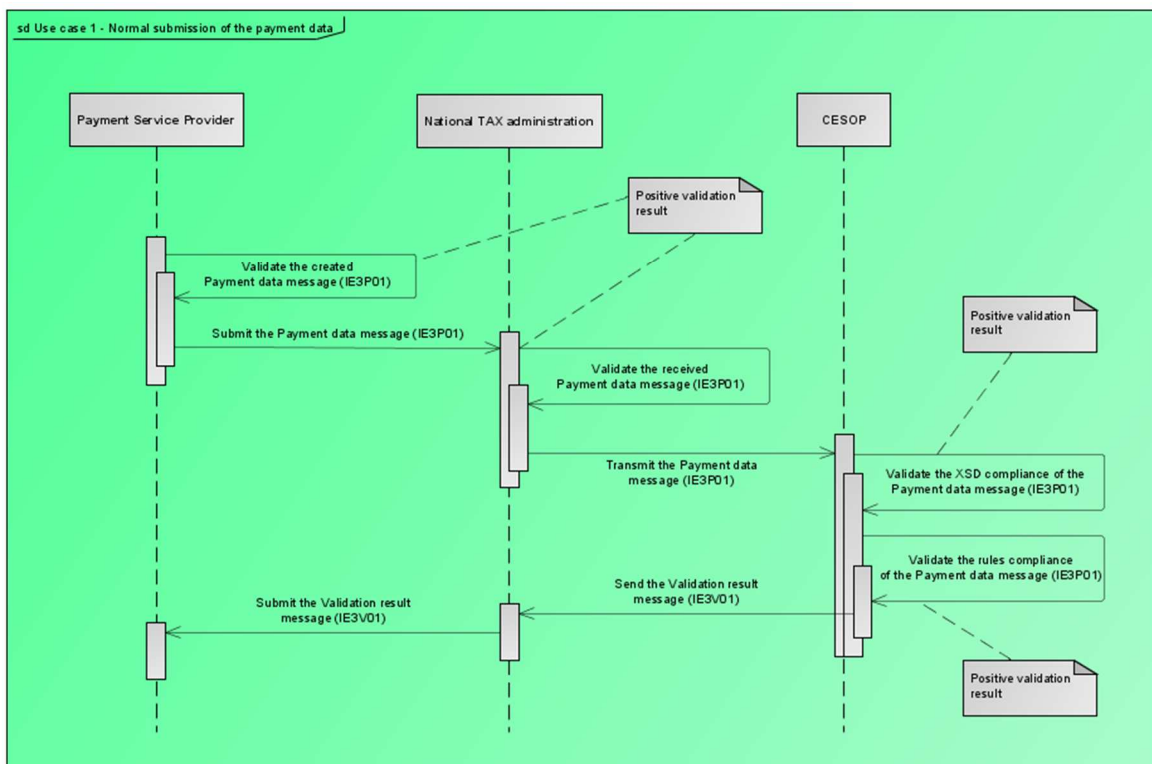 sd Use case 1 - Normal submission of the payment data
Payment Service Provider
National TAX administration
CESOP
Positive validation
result
Validate the created
Payment data message (IE3P01)
Positive validation
result
Submit the Payment data message (IE3P01)
Validate the received
Payment data message (IE3P01)
Transmit the Payment data
message (IE3P01)
Validate the XSD compliance of the
Payment data message (IE3P01)
Validate the rules compliance
of the Payment data message (IE3P01)
Send the Validation result
message (IE3V01)
Submit the Validation result
message (IE3V01)
Positive validation
result